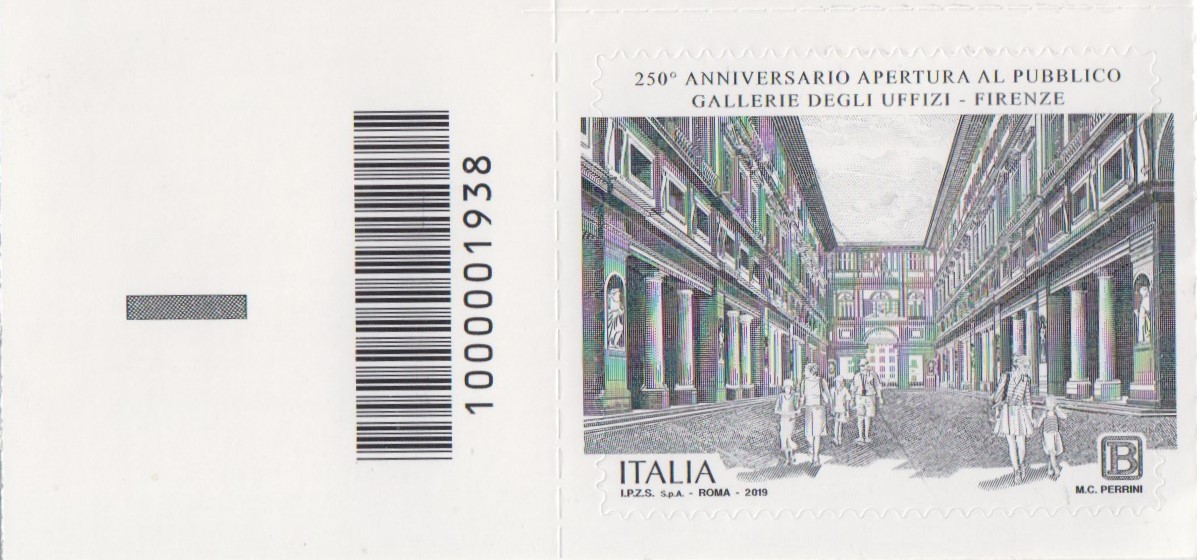 1000001938
250° ANNIVERSARIO APERTURA AL PUBBLICO
GALLERIE DEGLI UFFIZI - FIRENZE
ITALIA
B
I.P.Z.S. S.p.A. - ROMA - 2019
M.C. PERRINI